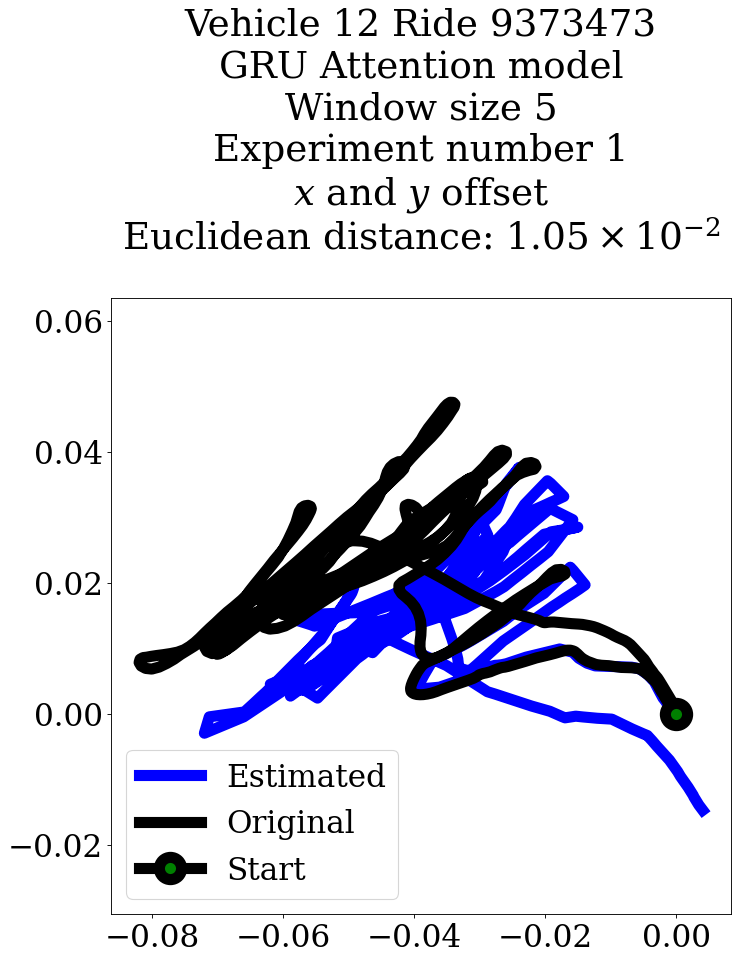 Vehicle 12 Ride 9373473
GRU Attention model
Window size 5
Experiment number 1
x and y offset
Euclidean distance: 1.05 × 10⁻²
0.06
0.04
0.02
0.00
−0.02
Estimated
Original
Start
−0.08 −0.06 −0.04 −0.02 0.00